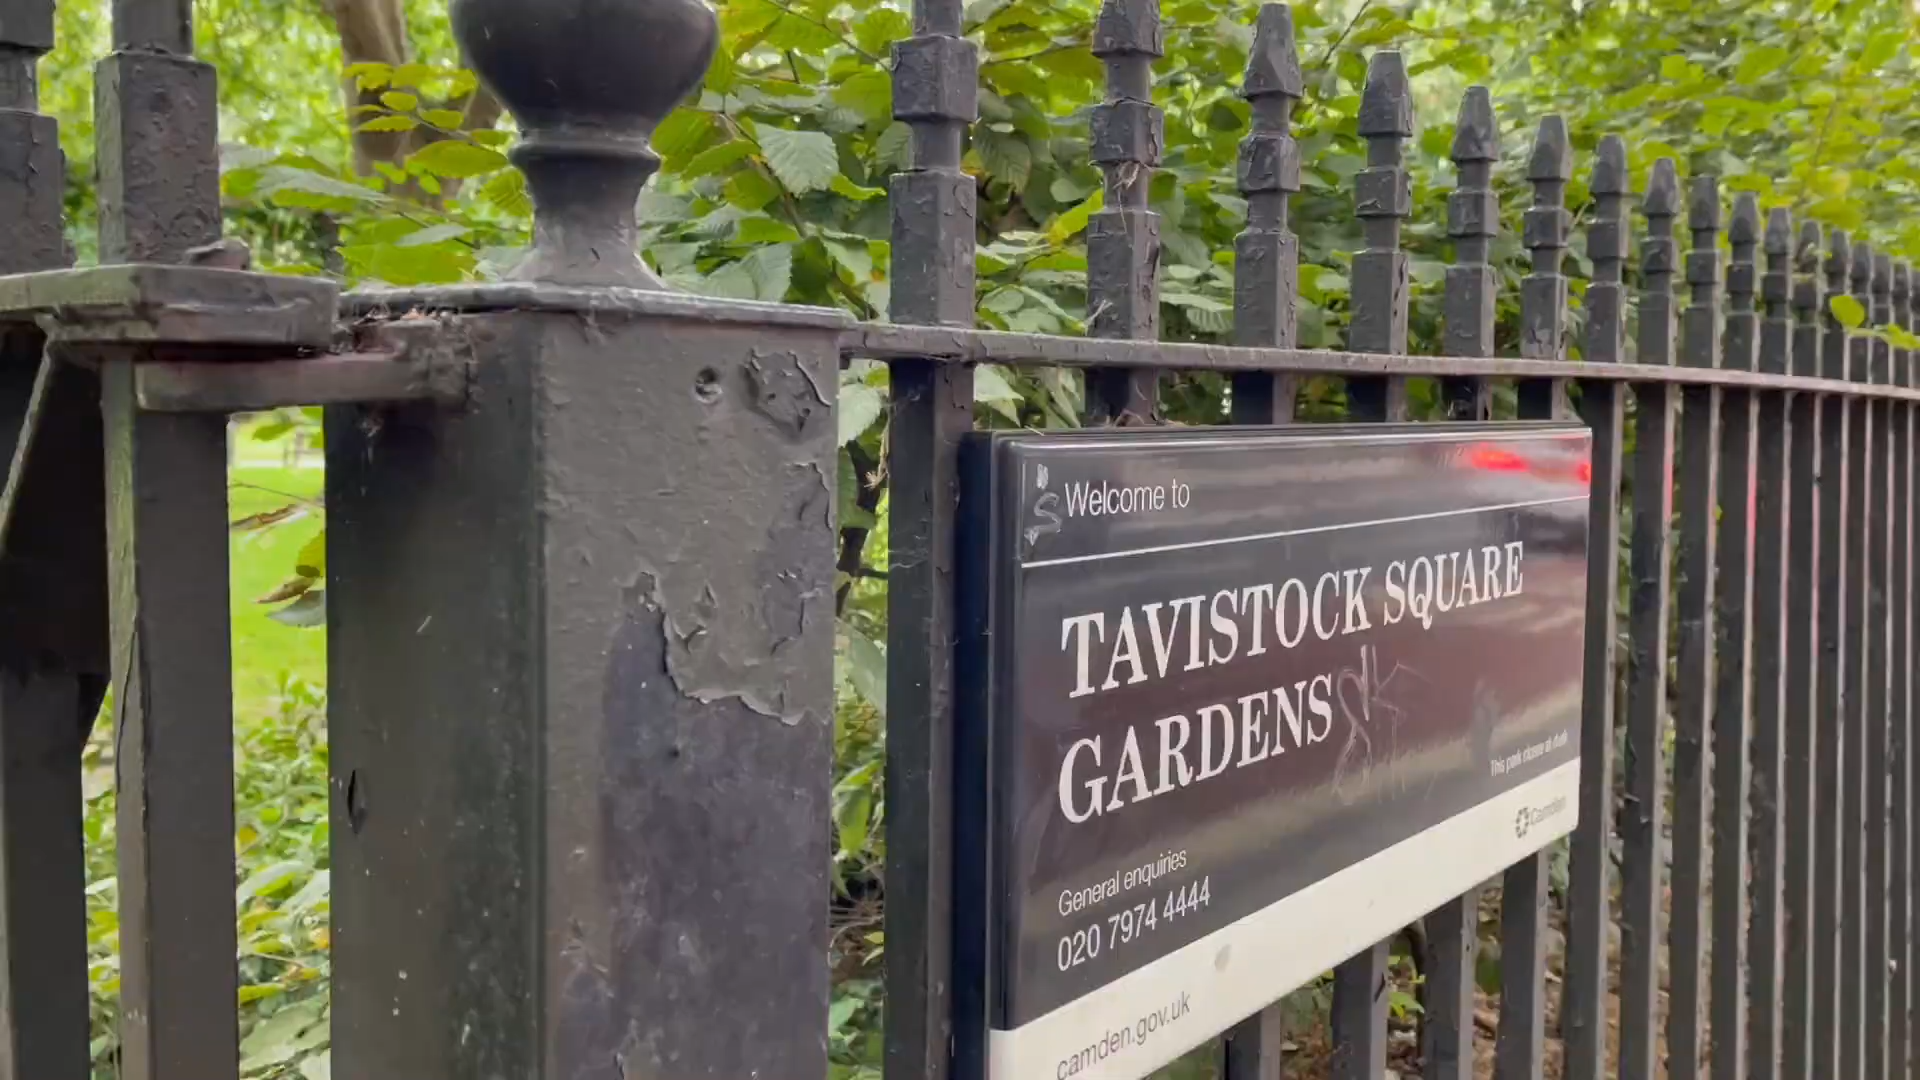 Welcome to
TAVISTOCK SQUARE
GARDENS
This park closes at dusk
General enquiries
020 7974 4444
Camden
camden.gov.uk